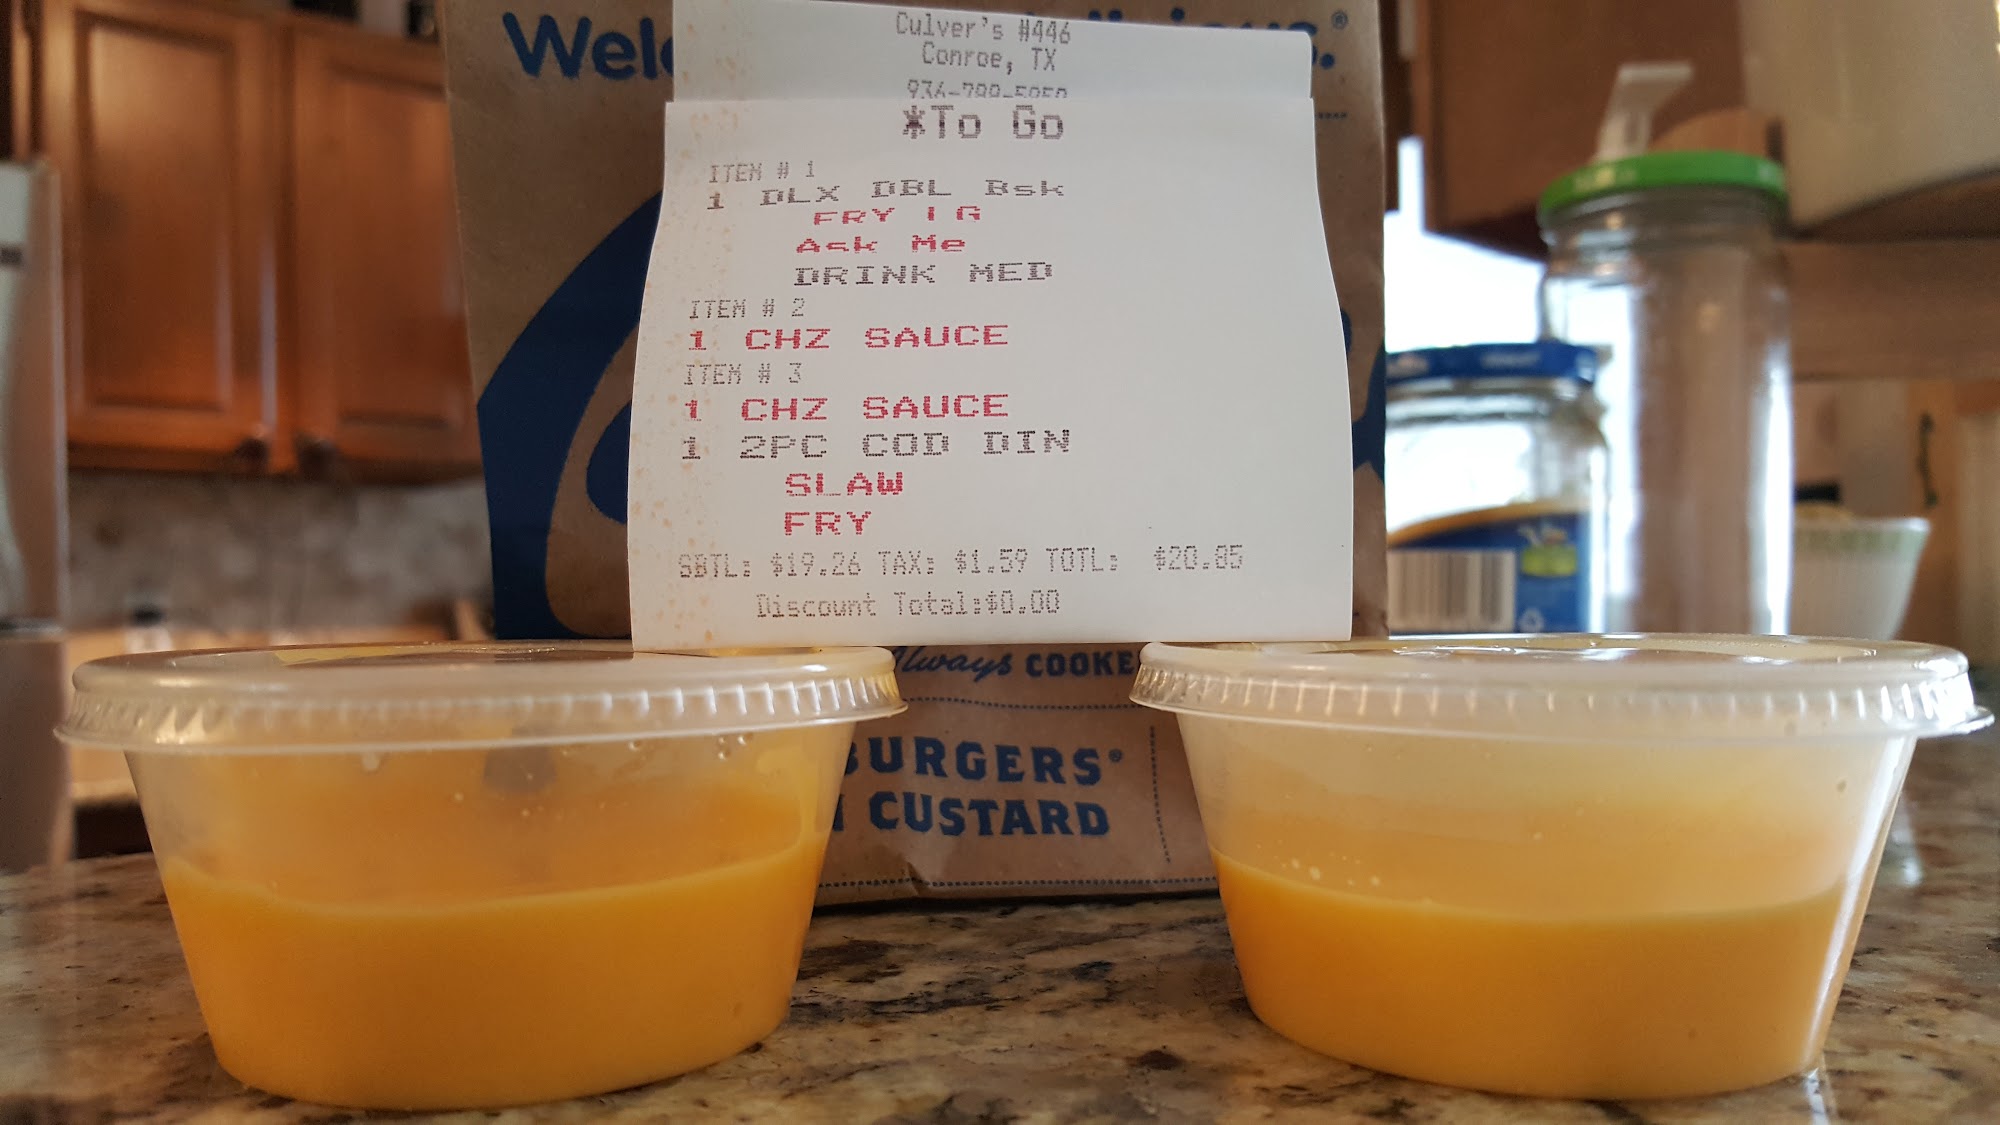 Welc
Culver's #446
Conroe, TX
*To Go
ITEM # 1
1 DLX DBL Bsk
FRY LG
Ask Me
DRINK MED
ITEM # 2
1 CHZ SAUCE
ITEM # 3
1 CHZ SAUCE
1 2PC COD DIN
SLAW
FRY
SBTL: $19.26 TAX: $1.59 TOTL: $20.85
Discount Total:$0.00
Always COOKE
BURGERS®
CUSTARD